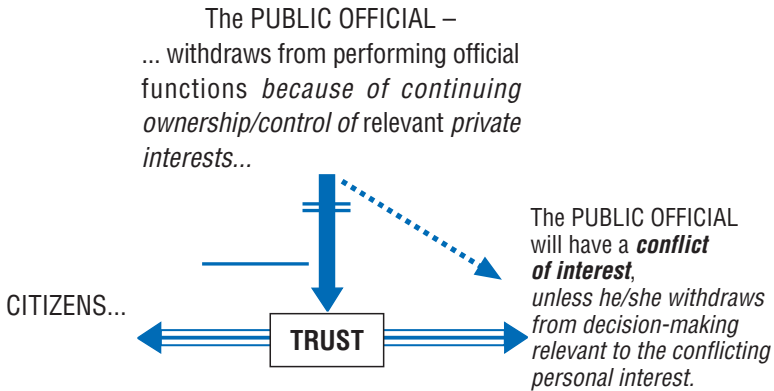 The PUBLIC OFFICIAL –
... withdraws from performing official
functions because of continuing
ownership/control of relevant private
interests...
The PUBLIC OFFICIAL
will have a conflict
of interest,
unless he/she withdraws
from decision-making
relevant to the conflicting
personal interest.
CITIZENS...
TRUST